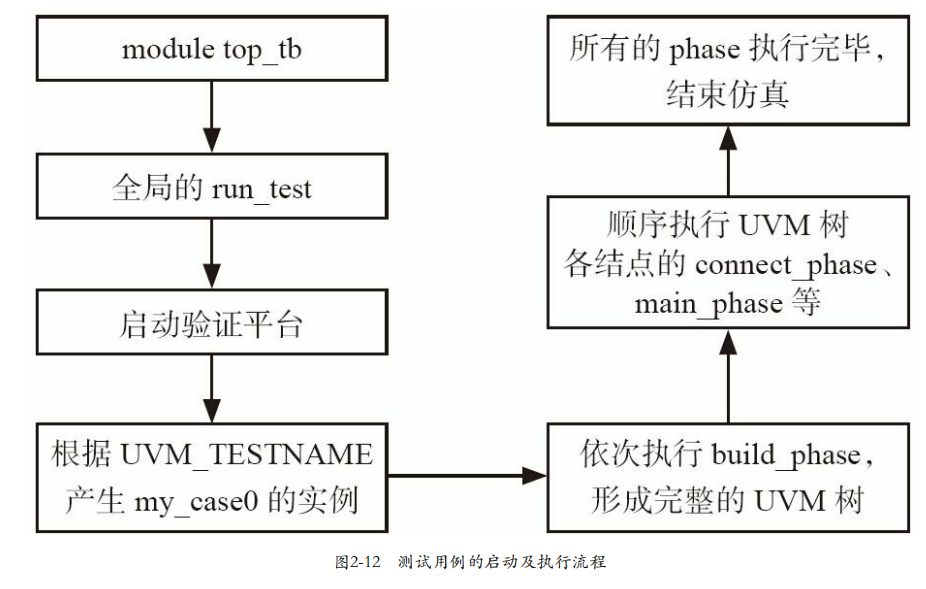 module top_tb
全局的 run_test
启动验证平台
根据 UVM_TESTNAME
产生 my_case0 的实例
依次执行 build_phase，
形成完整的 UVM 树
顺序执行 UVM 树
各结点的 connect_phase、
main_phase 等
所有的 phase 执行完毕，
结束仿真
图2-12 测试用例的启动及执行流程